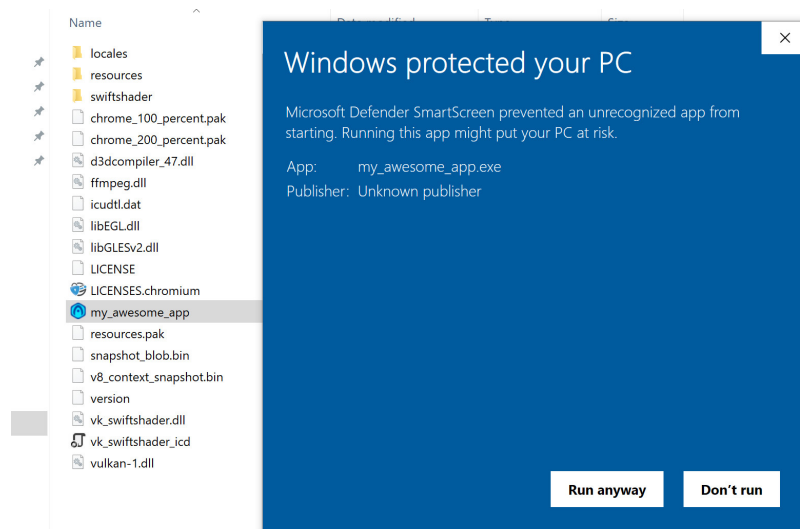 Name
locales
resources
swiftshader
chrome_100_percent.pak
chrome_200_percent.pak
d3dcompiler_47.dll
ffmpeg.dll
icudtl.dat
libEGL.dll
libGLESv2.dll
LICENSE
LICENSES.chromium
my_awesome_app
resources.pak
snapshot_blob.bin
v8_context_snapshot.bin
version
vk_swiftshader.dll
vk_swiftshader_icd
vulkan-1.dll
Windows protected your PC
Microsoft Defender SmartScreen prevented an unrecognized app from
starting. Running this app might put your PC at risk.
App: my_awesome_app.exe
Publisher: Unknown publisher
Run anyway
Don't run